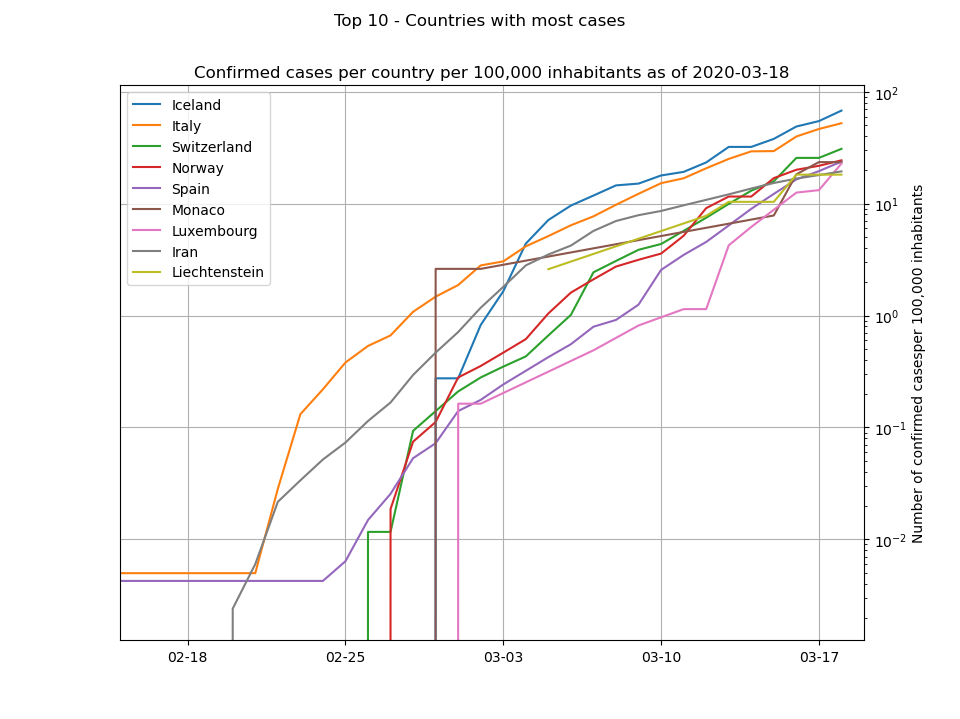 Top 10 - Countries with most cases
Confirmed cases per country per 100,000 inhabitants as of 2020-03-18
Iceland
Italy
Switzerland
Norway
Spain
Monaco
Luxembourg
Iran
Liechtenstein
10²
10¹
10⁰
10⁻¹
10⁻²
Number of confirmed casesper 100,000 inhabitants
02-18 02-25 03-03 03-10 03-17